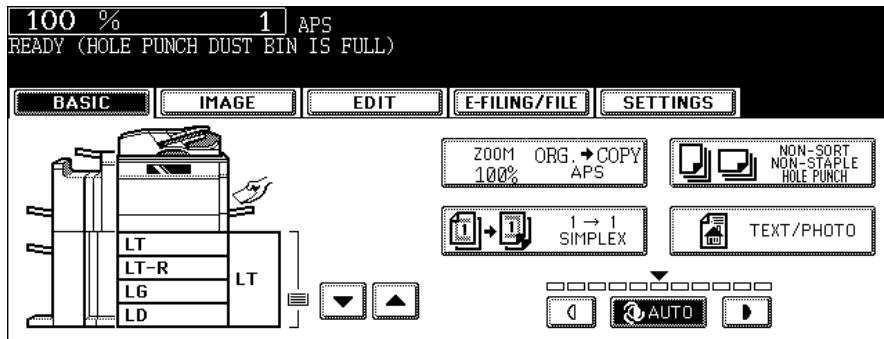 100 % 1 APS
READY (HOLE PUNCH DUST BIN IS FULL)
BASIC IMAGE EDIT E-FILING/FILE SETTINGS
ZOOM ORG.➔COPY
100% APS
NON-SORT
NON-STAPLE
HOLE PUNCH
1 ➔ 1
1 → 1
SIMPLEX
TEXT/PHOTO
LT
LT-R
LG
LD
LT
AUTO